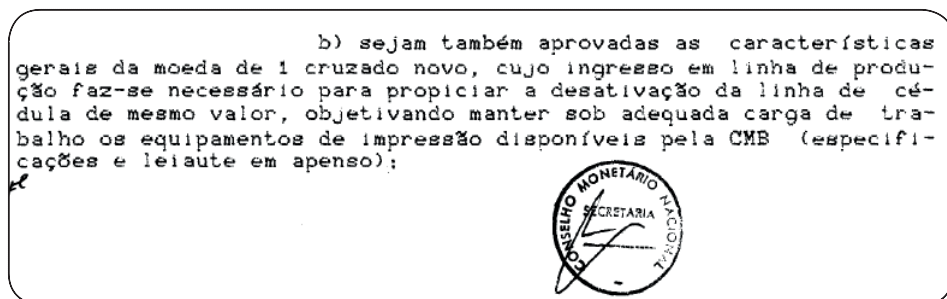 b) sejam também aprovadas as características
gerais da moeda de 1 cruzado novo, cujo ingresso em linha de produ-
ção faz-se necessário para propiciar a desativação da linha de cé-
dula de mesmo valor, objetivando manter sob adequada carga de tra-
balho os equipamentos de impressão disponíveis pela CMB (especifi-
cações e leiaute em apenso);
CONSELHO MONETÁRIO NACIONAL
SECRETARIA